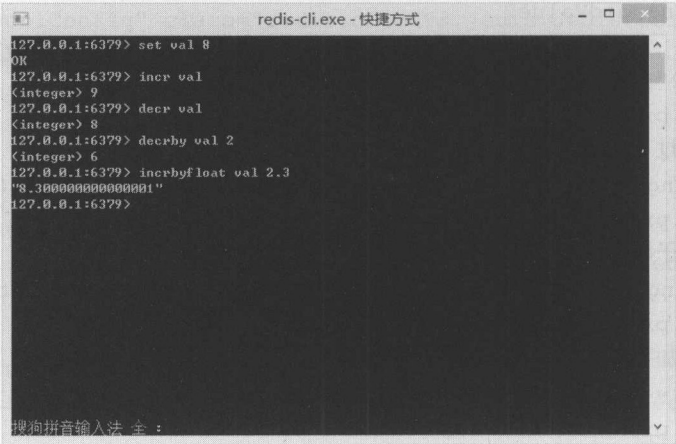 redis-cli.exe - 快捷方式
127.0.0.1:6379> set val 8
OK
127.0.0.1:6379> incr val
(integer) 9
127.0.0.1:6379> decr val
(integer) 8
127.0.0.1:6379> decrby val 2
(integer) 6
127.0.0.1:6379> incrbyfloat val 2.3
"8.300000000000001"
127.0.0.1:6379>
搜狗拼音输入法 全 :